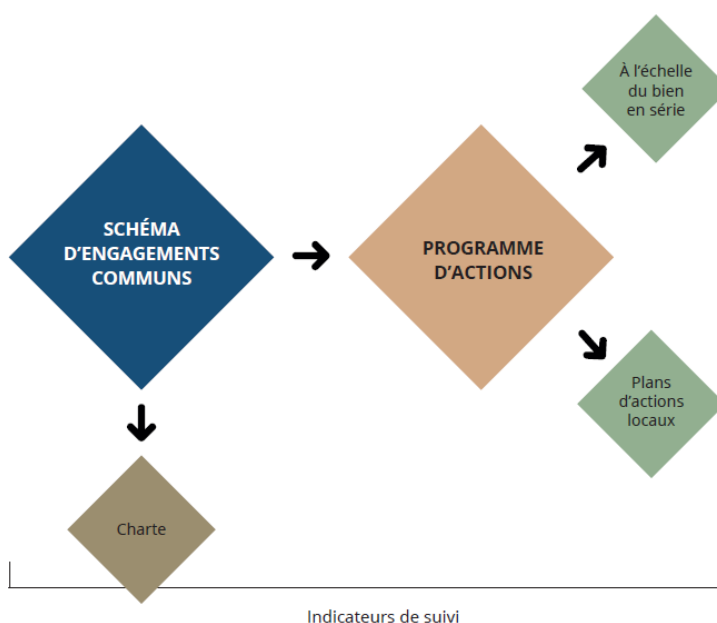 À l'échelle
du bien
en série
SCHÉMA
D'ENGAGEMENTS
COMMUNS
PROGRAMME
D'ACTIONS
Plans
d'actions
locaux
Charte
Indicateurs de suivi